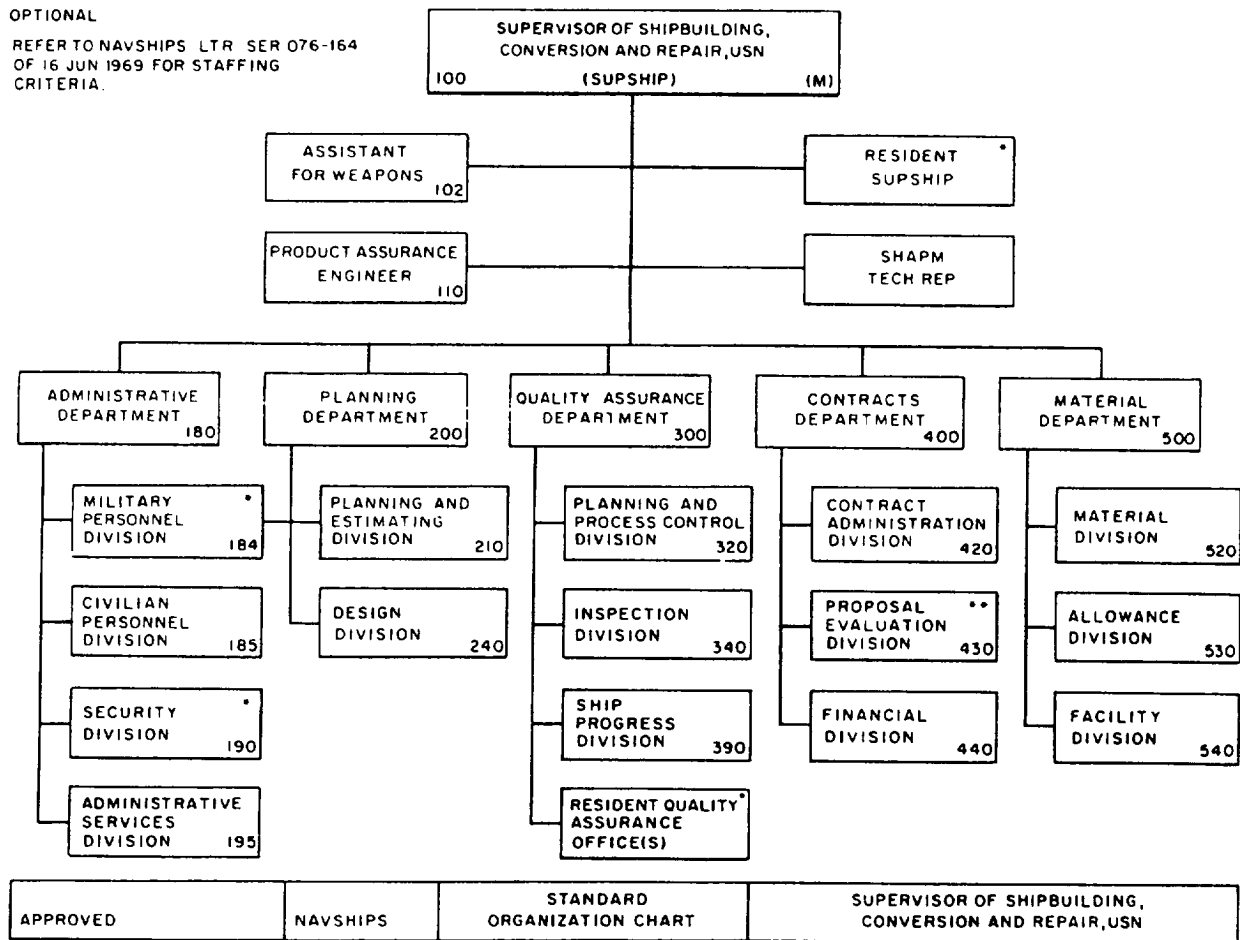 OPTIONAL
REFER TO NAVSHIPS LTR SER 076-164
OF 16 JUN 1969 FOR STAFFING
CRITERIA.
SUPERVISOR OF SHIPBUILDING,
CONVERSION AND REPAIR, USN
100 (SUPSHIP) (M)
ASSISTANT
FOR WEAPONS
102
RESIDENT *
SUPSHIP
PRODUCT ASSURANCE
ENGINEER
110
SHAPM
TECH REP
ADMINISTRATIVE
DEPARTMENT
180
PLANNING
DEPARTMENT
200
QUALITY ASSURANCE
DEPARTMENT
300
CONTRACTS
DEPARTMENT
400
MATERIAL
DEPARTMENT
500
MILITARY *
PERSONNEL
DIVISION 184
CIVILIAN
PERSONNEL
DIVISION 185
SECURITY *
DIVISION
190
ADMINISTRATIVE
SERVICES
DIVISION 195
PLANNING AND
ESTIMATING
DIVISION 210
DESIGN
DIVISION
240
PLANNING AND
PROCESS CONTROL
DIVISION 320
INSPECTION
DIVISION
340
SHIP
PROGRESS
DIVISION 390
RESIDENT QUALITY *
ASSURANCE
OFFICE(S)
CONTRACT
ADMINISTRATION
DIVISION 420
PROPOSAL **
EVALUATION
DIVISION 430
FINANCIAL
DIVISION 440
MATERIAL
DIVISION
520
ALLOWANCE
DIVISION
530
FACILITY
DIVISION
540
APPROVED
NAVSHIPS
STANDARD
ORGANIZATION CHART
SUPERVISOR OF SHIPBUILDING,
CONVERSION AND REPAIR, USN